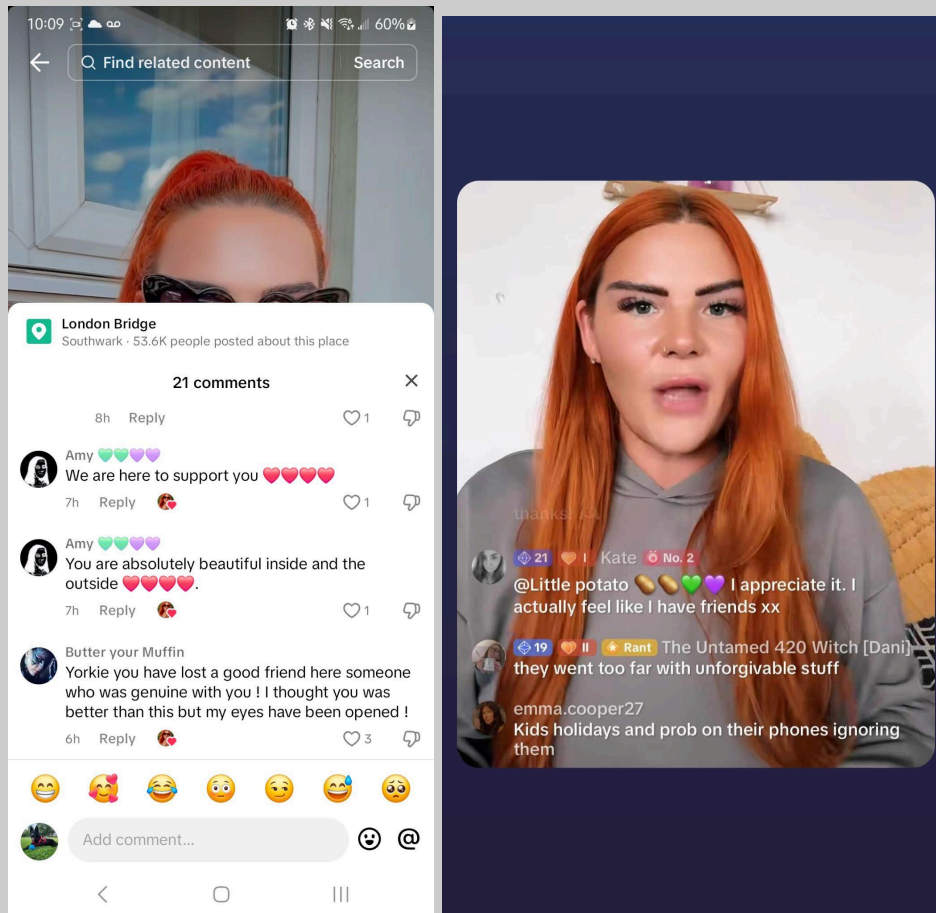 10:09
60%
Find related content Search
London Bridge
Southwark · 53.6K people posted about this place
21 comments
8h Reply 1
Amy 💚💚💜💜
We are here to support you ❤️❤️❤️❤️
7h Reply 1
Amy 💚💚💜💜
You are absolutely beautiful inside and the
outside ❤️❤️❤️❤️.
7h Reply 1
Butter your Muffin
Yorkie you have lost a good friend here someone
who was genuine with you ! I thought you was
better than this but my eyes have been opened !
6h Reply 3
Add comment... @
thanks.
21 I Kate No. 2
@Little potato 🥔🥔💚💜 I appreciate it. I
actually feel like I have friends xx
19 II Rant The Untamed 420 Witch [Dani]
they went too far with unforgivable stuff
emma.cooper27
Kids holidays and prob on their phones ignoring
them